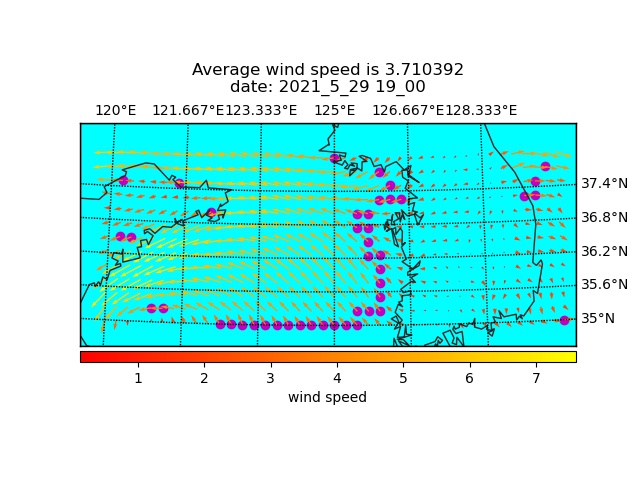 Average wind speed is 3.710392
date: 2021_5_29 19_00
120°E 121.667°E 123.333°E 125°E 126.667°E 128.333°E
37.4°N
36.8°N
36.2°N
35.6°N
35°N
1 2 3 4 5 6 7
wind speed